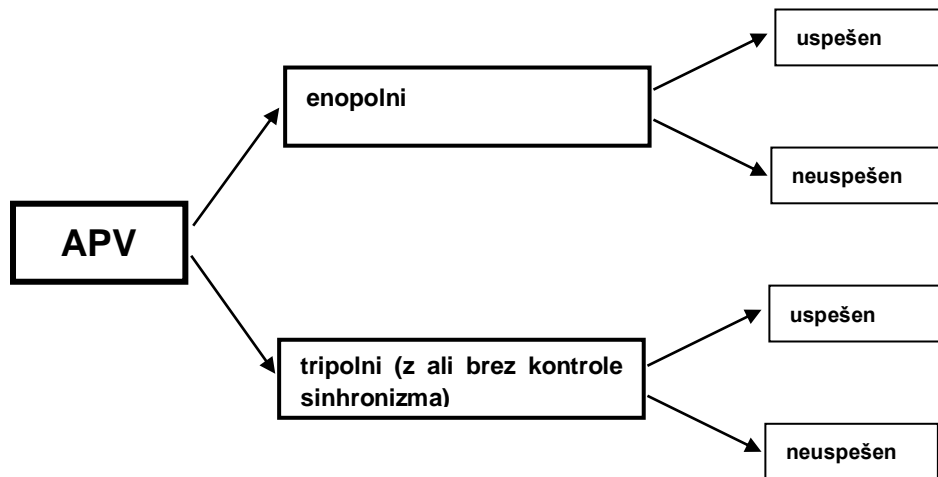 uspešen
enopolni
neuspešen
APV
uspešen
tripolni (z ali brez kontrole
sinhronizma)
neuspešen